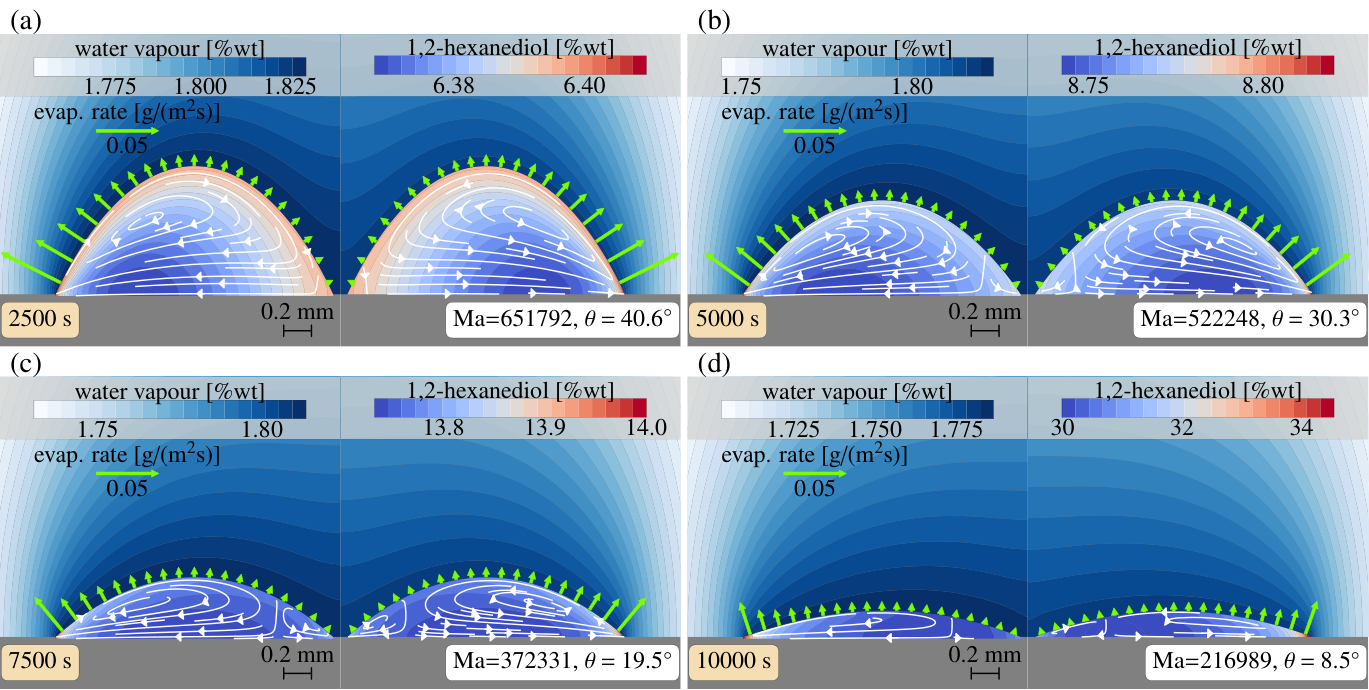 (a)
water vapour [%wt]
1.775 1.800 1.825
1,2-hexanediol [%wt]
6.38 6.40
evap. rate [g/(m²s)]
0.05
2500 s
0.2 mm
Ma=651792, θ = 40.6°
(b)
water vapour [%wt]
1.75 1.80
1,2-hexanediol [%wt]
8.75 8.80
evap. rate [g/(m²s)]
0.05
5000 s
0.2 mm
Ma=522248, θ = 30.3°
(c)
water vapour [%wt]
1.75 1.80
1,2-hexanediol [%wt]
13.8 13.9 14.0
evap. rate [g/(m²s)]
0.05
7500 s
0.2 mm
Ma=372331, θ = 19.5°
(d)
water vapour [%wt]
1.725 1.750 1.775
1,2-hexanediol [%wt]
30 32 34
evap. rate [g/(m²s)]
0.05
10000 s
0.2 mm
Ma=216989, θ = 8.5°